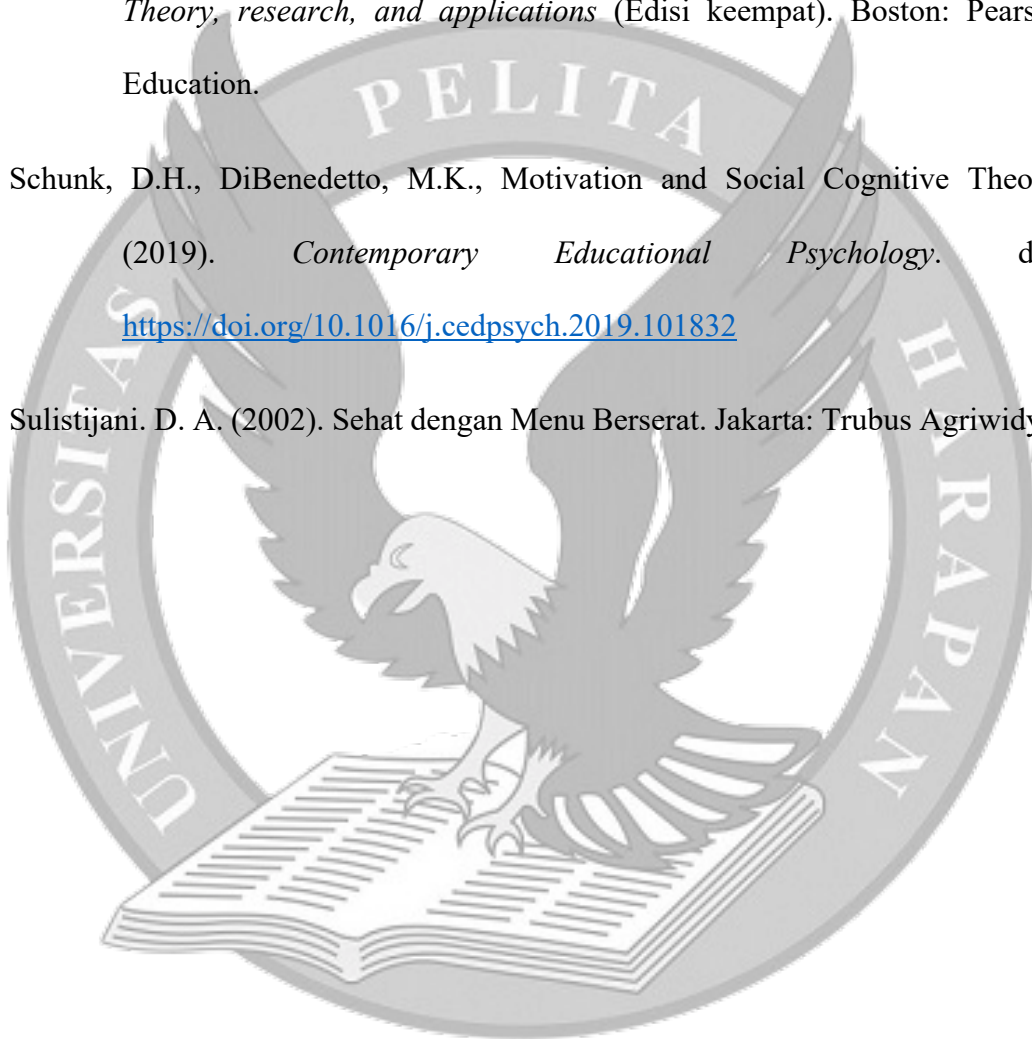 Theory, research, and applications (Edisi keempat). Boston: Pears
Education.
Schunk, D.H., DiBenedetto, M.K., Motivation and Social Cognitive Theo
(2019). Contemporary Educational Psychology. d
https://doi.org/10.1016/j.cedpsych.2019.101832
Sulistijani. D. A. (2002). Sehat dengan Menu Berserat. Jakarta: Trubus Agriwidy
UNIVERSITAS PELITA HARAPAN